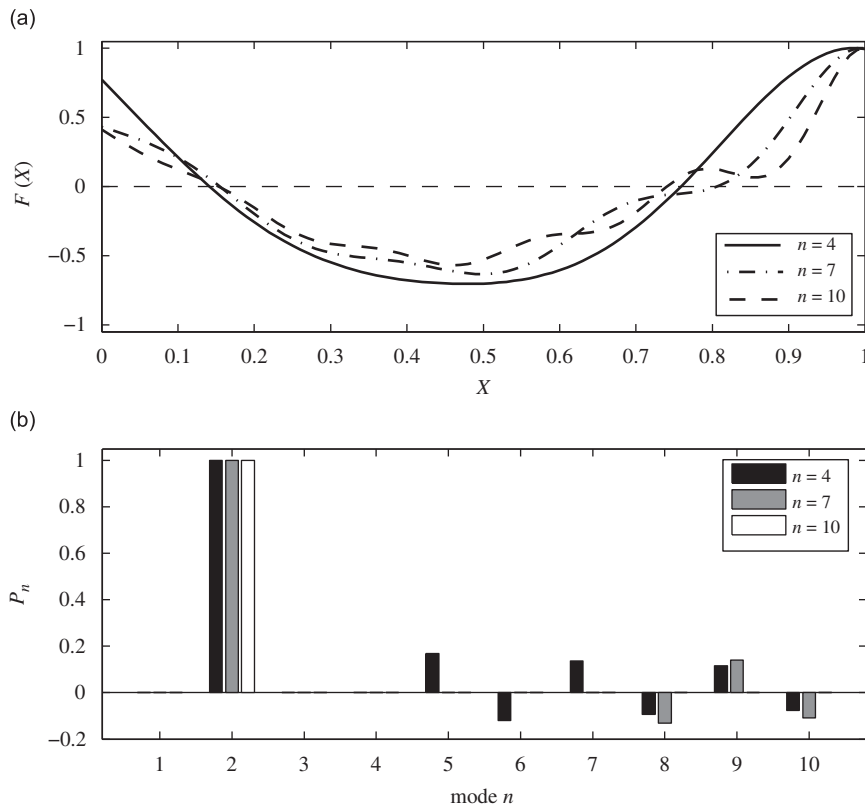 (a)
1
0.5
0
−0.5
−1
F (X)
n = 4
n = 7
n = 10
0 0.1 0.2 0.3 0.4 0.5 0.6 0.7 0.8 0.9 1
X
(b)
1
0.8
0.6
0.4
0.2
0
−0.2
Pn
n = 4
n = 7
n = 10
1 2 3 4 5 6 7 8 9 10
mode n